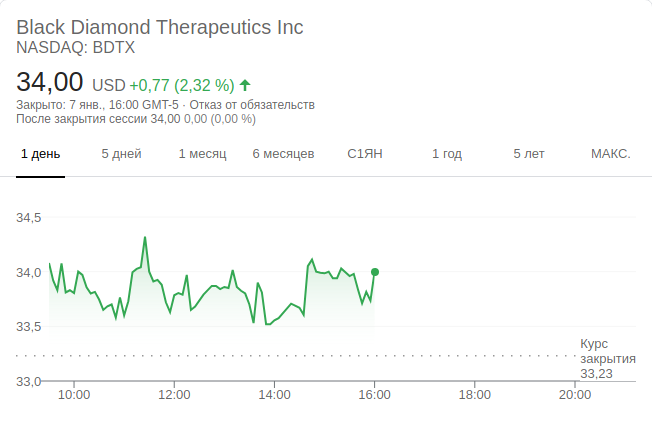 Black Diamond Therapeutics Inc
NASDAQ: BDTX
34,00 USD +0,77 (2,32 %)
Закрыто: 7 янв., 16:00 GMT-5 · Отказ от обязательств
После закрытия сессии 34,00 0,00 (0,00 %)
1 день 5 дней 1 месяц 6 месяцев С1ЯН 1 год 5 лет МАКС.
34,5
34,0
33,5
Курс
закрытия
33,23
33,0
10:00 12:00 14:00 16:00 18:00 20:00